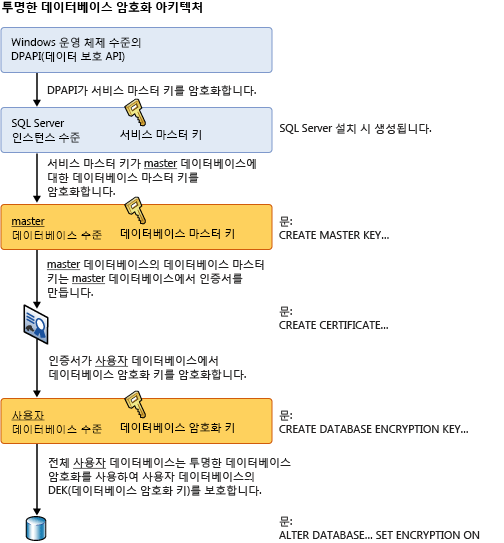 투명한 데이터베이스 암호화 아키텍처
Windows 운영 체제 수준의
DPAPI(데이터 보호 API)
DPAPI가 서비스 마스터 키를 암호화합니다.
SQL Server
인스턴스 수준
서비스 마스터 키
SQL Server 설치 시 생성됩니다.
서비스 마스터 키가 master 데이터베이스에
대한 데이터베이스 마스터 키를
암호화합니다.
master
데이터베이스 수준
데이터베이스 마스터 키
문:
CREATE MASTER KEY...
master 데이터베이스의 데이터베이스 마스터
키는 master 데이터베이스에서 인증서를
만듭니다.
문:
CREATE CERTIFICATE...
인증서가 사용자 데이터베이스에서
데이터베이스 암호화 키를 암호화합니다.
사용자
데이터베이스 수준
데이터베이스 암호화 키
문:
CREATE DATABASE ENCRYPTION KEY...
전체 사용자 데이터베이스는 투명한 데이터베이스
암호화를 사용하여 사용자 데이터베이스의
DEK(데이터베이스 암호화 키)를 보호합니다.
문:
ALTER DATABASE... SET ENCRYPTION ON